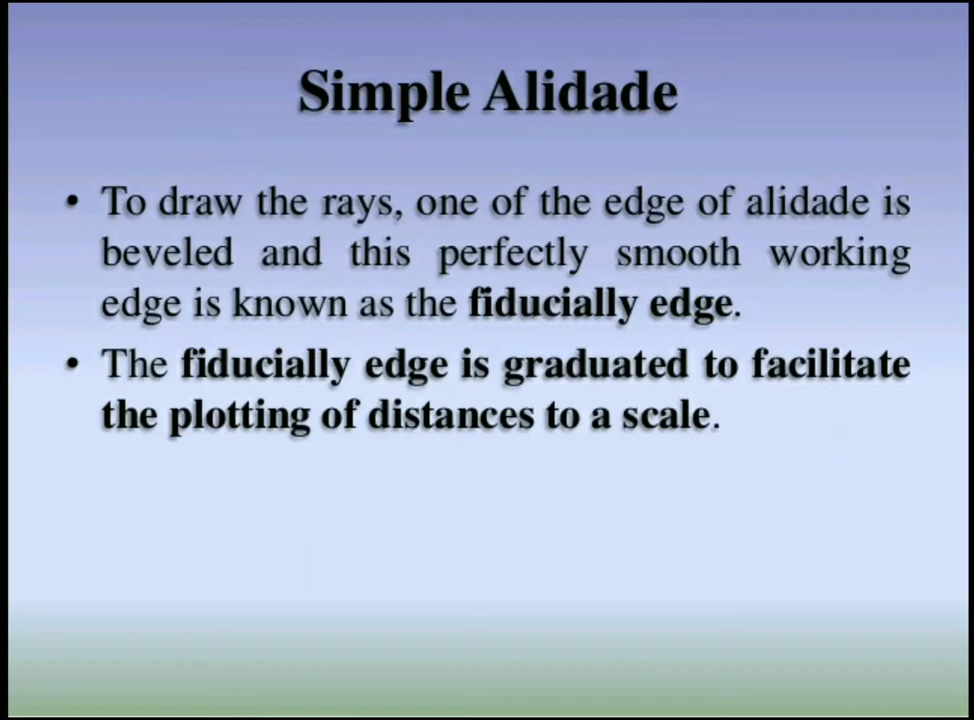 Simple Alidade
• To draw the rays, one of the edge of alidade is
beveled and this perfectly smooth working
edge is known as the fiducially edge.
• The fiducially edge is graduated to facilitate
the plotting of distances to a scale.